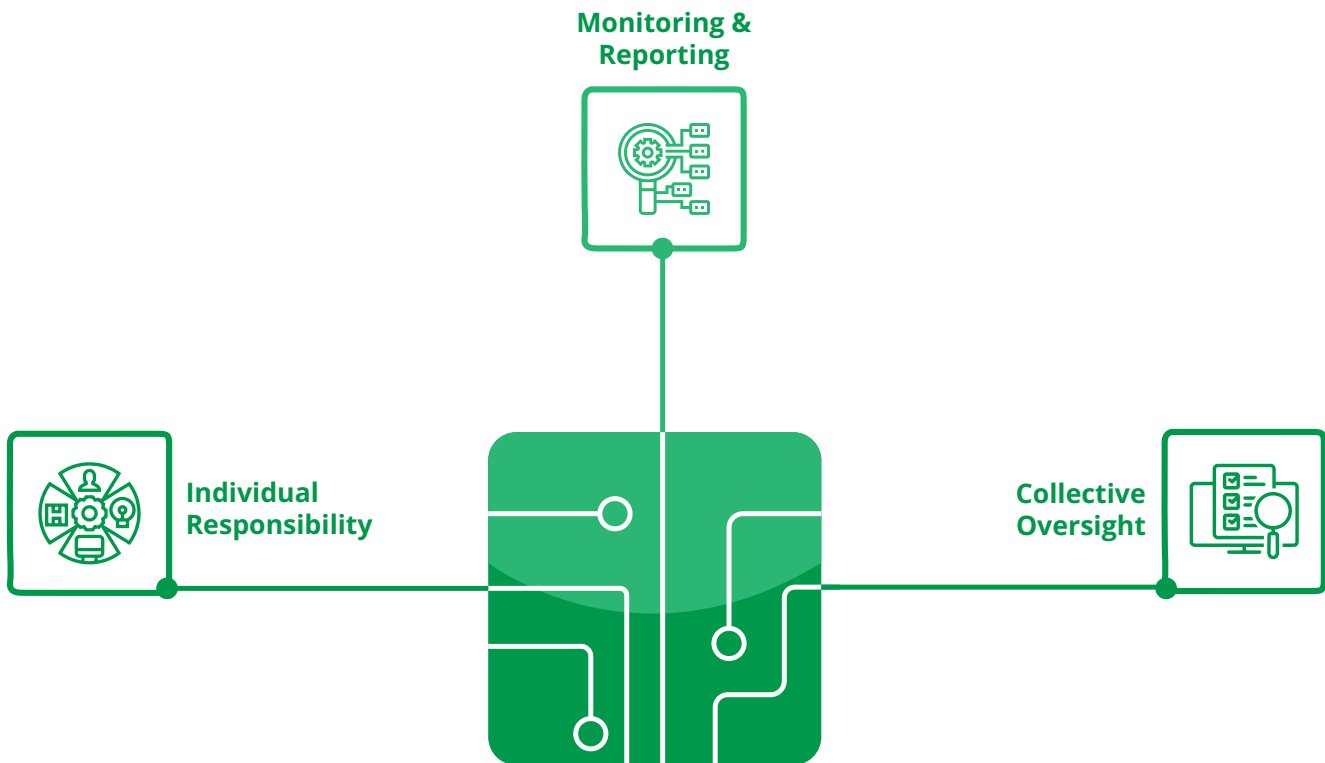 Monitoring &
Reporting
Individual
Responsibility
Collective
Oversight